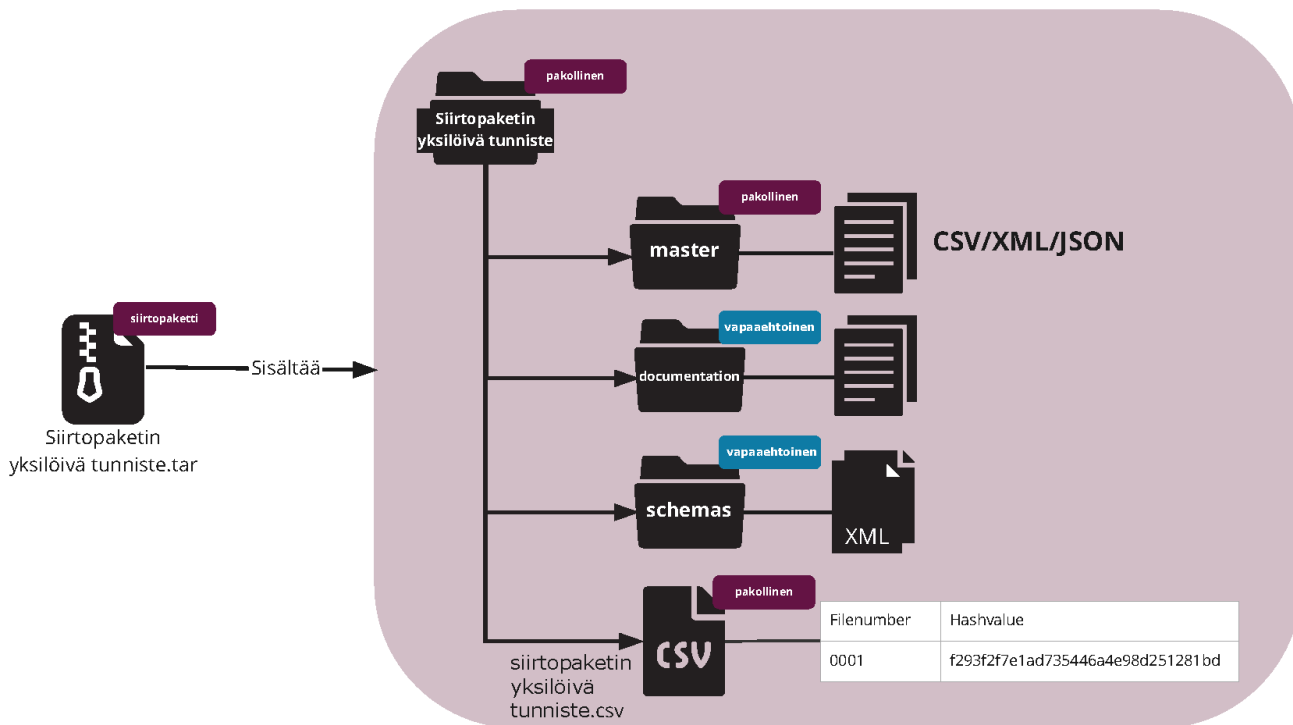 pakollinen
Siirtopaketin
yksilöivä tunniste
pakollinen
master
CSV/XML/JSON
siirtopaketti
Sisältää
Siirtopaketin
yksilöivä tunniste.tar
vapaaehtoinen
documentation
vapaaehtoinen
schemas
XML
pakollinen
CSV
siirtopaketin
yksilöivä
tunniste.csv
Filenumber Hashvalue
0001 f293f2f7e1ad735446a4e98d251281bd